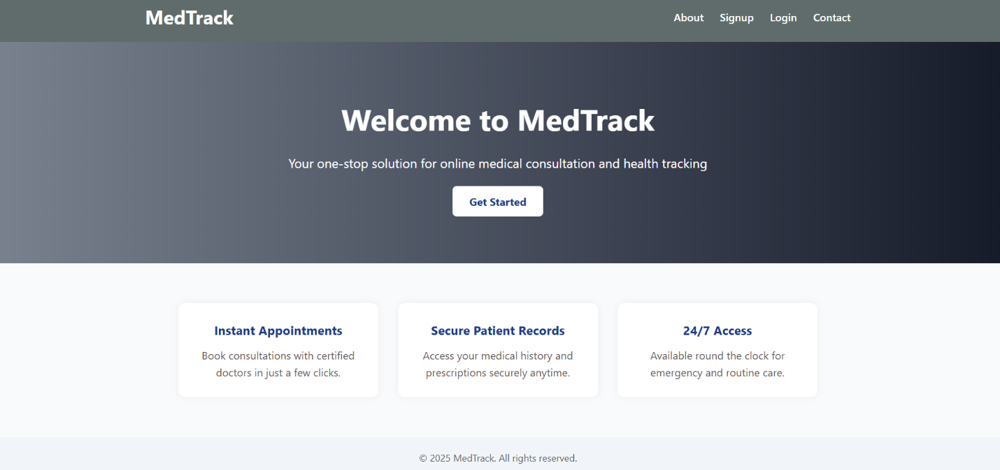 MedTrack
About Signup Login Contact
Welcome to MedTrack
Your one-stop solution for online medical consultation and health tracking
Get Started
Instant Appointments
Book consultations with certified
doctors in just a few clicks.
Secure Patient Records
Access your medical history and
prescriptions securely anytime.
24/7 Access
Available round the clock for
emergency and routine care.
© 2025 MedTrack. All rights reserved.